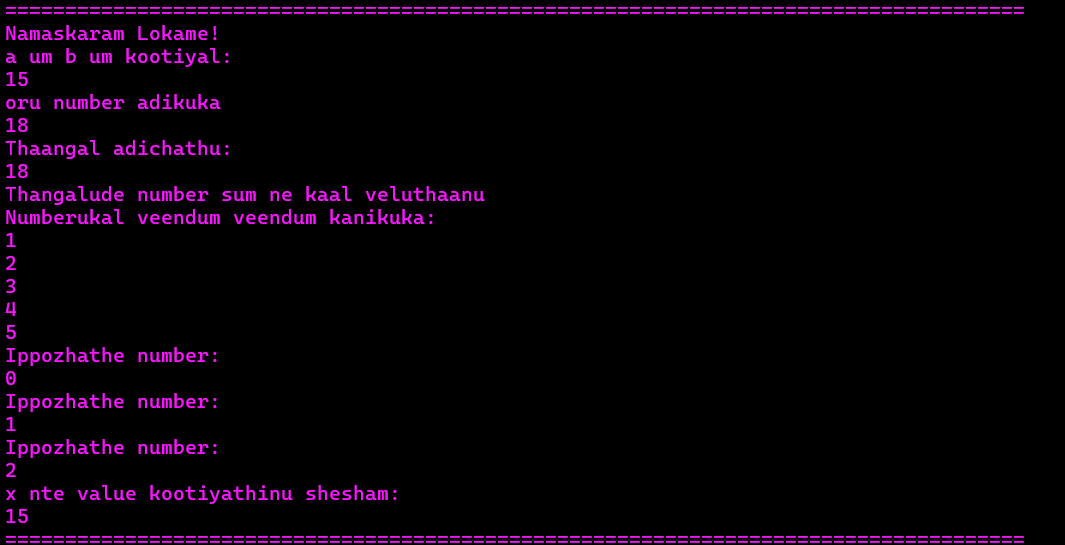 =====================================================================================
Namaskaram Lokame!
a um b um kootiyal:
15
oru number adikuka
18
Thaangal adichathu:
18
Thangalude number sum ne kaal veluthaanu
Numberukal veendum veendum kanikuka:
1
2
3
4
5
Ippozhathe number:
0
Ippozhathe number:
1
Ippozhathe number:
2
x nte value kootiyathinu shesham:
15
=====================================================================================